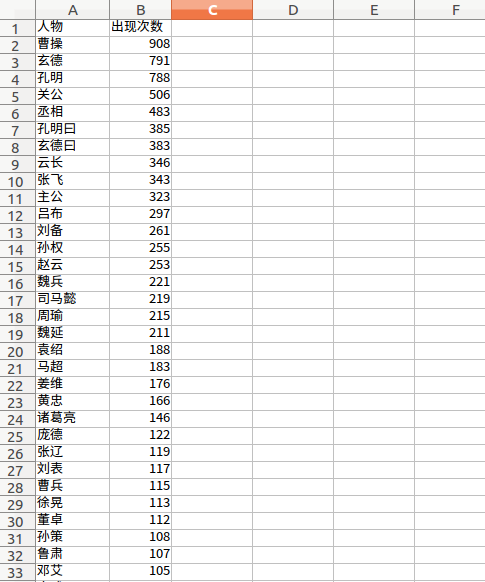 A B C D E F
1 人物 出现次数
2 曹操 908
3 玄德 791
4 孔明 788
5 关公 506
6 丞相 483
7 孔明曰 385
8 玄德曰 383
9 云长 346
10 张飞 343
11 主公 323
12 吕布 297
13 刘备 261
14 孙权 255
15 赵云 253
16 魏兵 221
17 司马懿 219
18 周瑜 215
19 魏延 211
20 袁绍 188
21 马超 183
22 姜维 176
23 黄忠 166
24 诸葛亮 146
25 庞德 122
26 张辽 119
27 刘表 117
28 曹兵 115
29 徐晃 113
30 董卓 112
31 孙策 108
32 鲁肃 107
33 邓艾 105